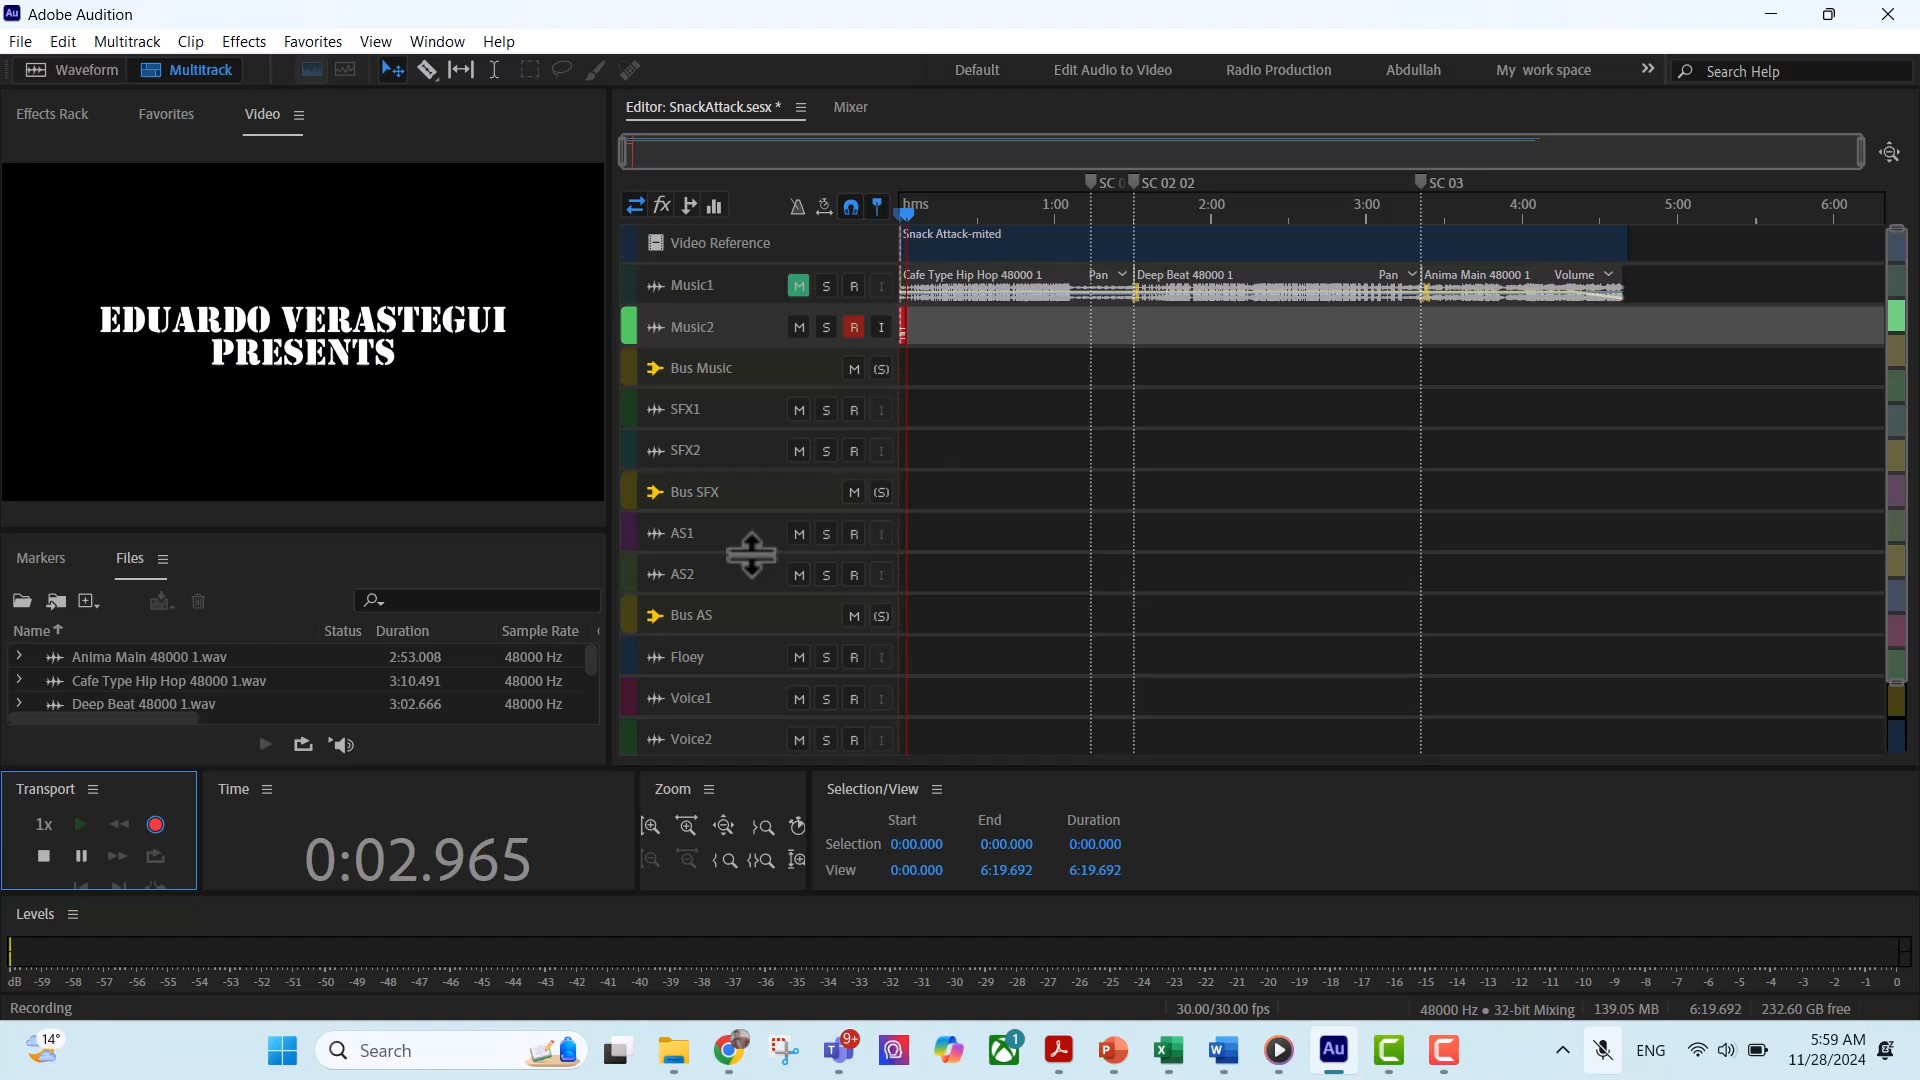 Adobe Audition
File Edit Multitrack Clip Effects Favorites View Window Help
Waveform Multitrack Default Edit Audio to Video Radio Production Abdullah My work space Search Help
Effects Rack Favorites Video
Editor: SnackAttack.sesx * Mixer
EDUARDO VERASTEGUI
PRESENTS
SC 0 SC 02 02 SC 03
fx hms 1:00 2:00 3:00 4:00 5:00 6:00
Video Reference Snack Attack-mited
Cafe Type Hip Hop 48000 1 Pan Deep Beat 48000 1 Pan Anima Main 48000 1 Volume
Music1 M S R I
Music2 M S R I
Bus Music M (S)
SFX1 M S R I
SFX2 M S R I
Bus SFX M (S)
AS1 M S R I
AS2 M S R I
Bus AS M (S)
Floey M S R I
Voice1 M S R I
Voice2 M S R I
Markers Files
Name Status Duration Sample Rate
Anima Main 48000 1.wav 2:53.008 48000 Hz
Cafe Type HIp Hop 48000 1.wav 3:10.491 48000 Hz
Deep Beat 48000 1.wav 3:02.666 48000 Hz
Transport Time Zoom Selection/View
1x
0:02.965
Start End Duration
Selection 0:00.000 0:00.000 0:00.000
View 0:00.000 6:19.692 6:19.692
Levels
dB -59 -58 -57 -56 -55 -54 -53 -52 -51 -50 -49 -48 -47 -46 -45 -44 -43 -42 -41 -40 -39 -38 -37 -36 -35 -34 -33 -32 -31 -30 -29 -28 -27 -26 -25 -24 -23 -22 -21 -20 -19 -18 -17 -16 -15 -14 -13 -12 -11 -10 -9 -8 -7 -6 -5 -4 -3 -2 -1 0
Recording 30.00/30.00 fps 48000 Hz ● 32-bit Mixing 139.05 MB 6:19.692 232.60 GB free
14° Search 9+ 1 Au ENG 5:59 AM
11/28/2024